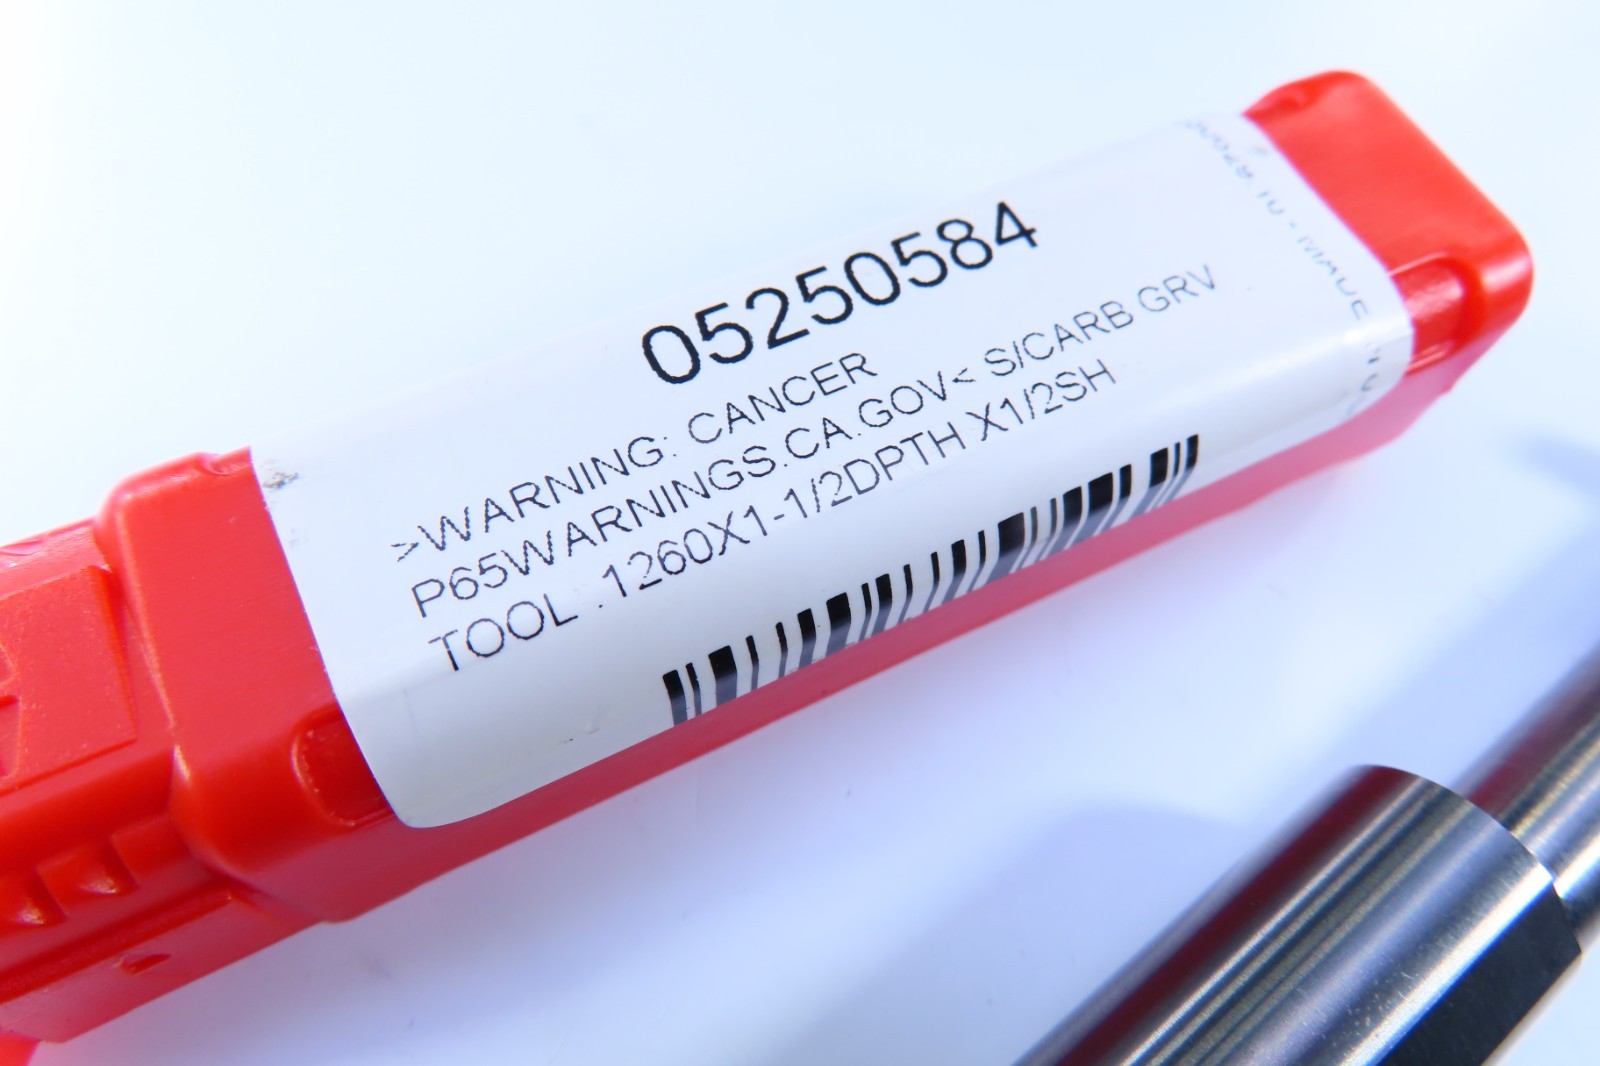 05250584
>WARNING: CANCER
P65WARNINGS.CA.GOV< S/CARB GRV
TOOL .1260X1-1/2DPTH X1/2SH